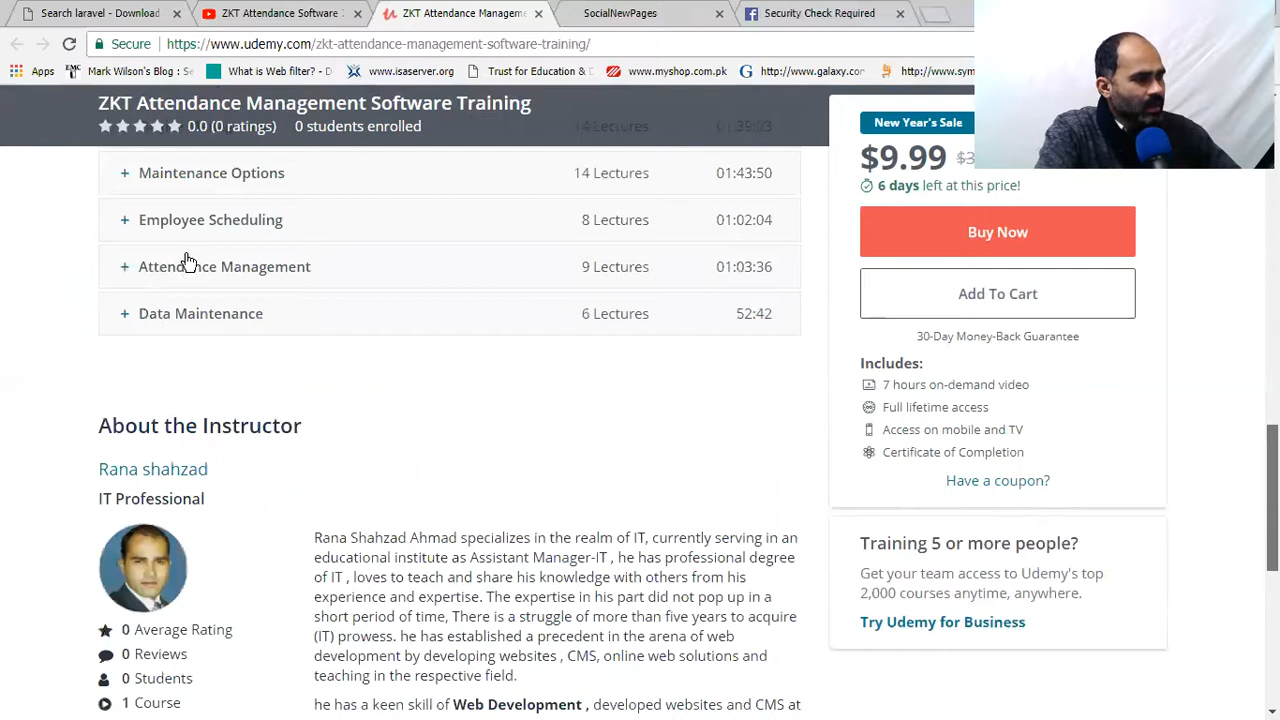 Search laravel - Download
ZKT Attendance Software
ZKT Attendance Managem
SocialNewPages
Security Check Required
Secure https://www.udemy.com/zkt-attendance-management-software-training/
Apps
EMC Mark Wilson's Blog : S
What is Web filter? - D
www.isaserver.org
Trust for Education & D
www.myshop.com.pk
http://www.galaxy.com
http://www.sym
ZKT Attendance Management Software Training
0.0 (0 ratings) 0 students enrolled
14 Lectures 01:39:03
+ Maintenance Options 14 Lectures 01:43:50
+ Employee Scheduling 8 Lectures 01:02:04
+ Attendance Management 9 Lectures 01:03:36
+ Data Maintenance 6 Lectures 52:42
About the Instructor
Rana shahzad
IT Professional
0 Average Rating
0 Reviews
0 Students
1 Course
Rana Shahzad Ahmad specializes in the realm of IT, currently serving in an
educational institute as Assistant Manager-IT , he has professional degree
of IT , loves to teach and share his knowledge with others from his
experience and expertise. The expertise in his part did not pop up in a
short period of time, There is a struggle of more than five years to acquire
(IT) prowess. he has established a precedent in the arena of web
development by developing websites , CMS, online web solutions and
teaching in the respective field.
he has a keen skill of Web Development , developed websites and CMS at
New Year's Sale
$9.99 $3
6 days left at this price!
Buy Now
Add To Cart
30-Day Money-Back Guarantee
Includes:
7 hours on-demand video
Full lifetime access
Access on mobile and TV
Certificate of Completion
Have a coupon?
Training 5 or more people?
Get your team access to Udemy's top
2,000 courses anytime, anywhere.
Try Udemy for Business